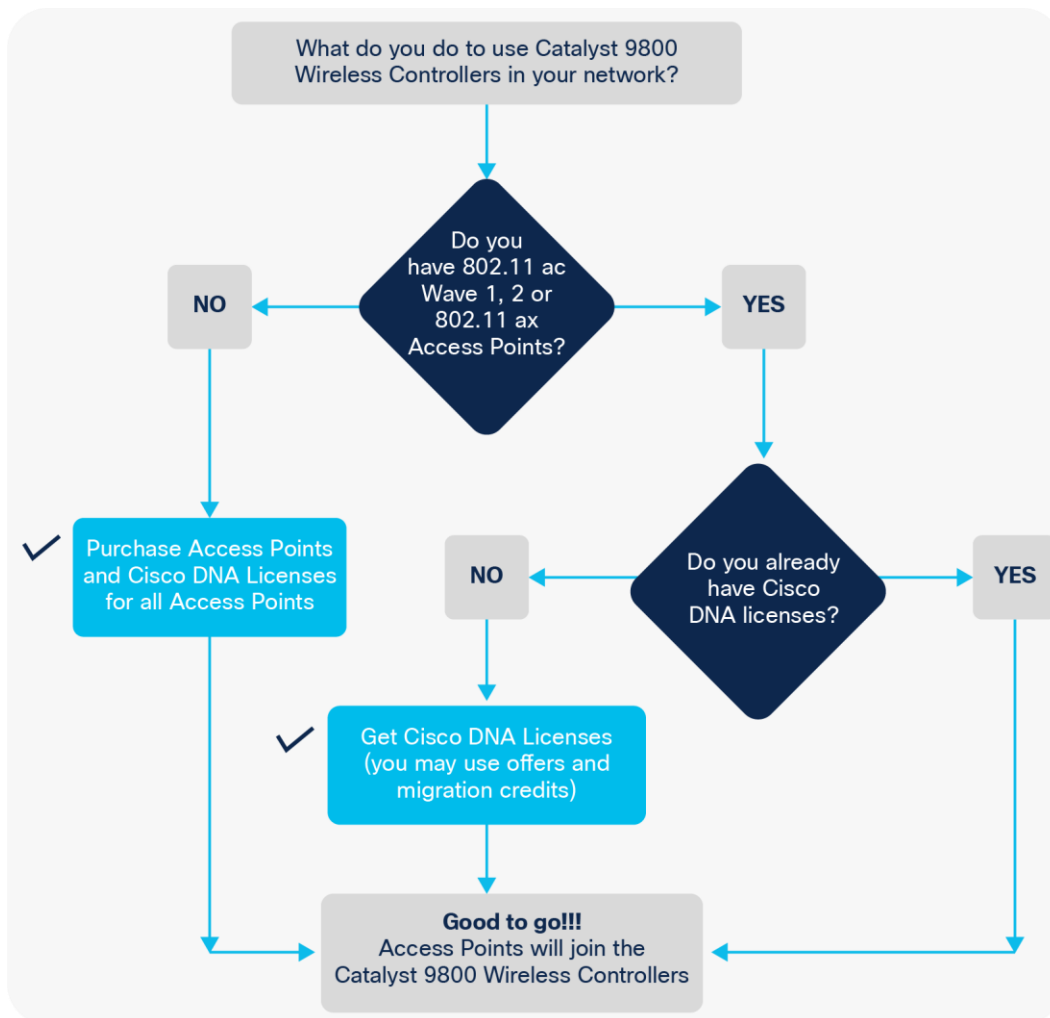 What do you do to use Catalyst 9800
Wireless Controllers in your network?
Do you
have 802.11 ac
Wave 1, 2 or
802.11 ax
Access Points?
NO
YES
Purchase Access Points
and Cisco DNA Licenses
for all Access Points
NO
Do you already
have Cisco
DNA licenses?
YES
Get Cisco DNA Licenses
(you may use offers and
migration credits)
Good to go!!!
Access Points will join the
Catalyst 9800 Wireless Controllers